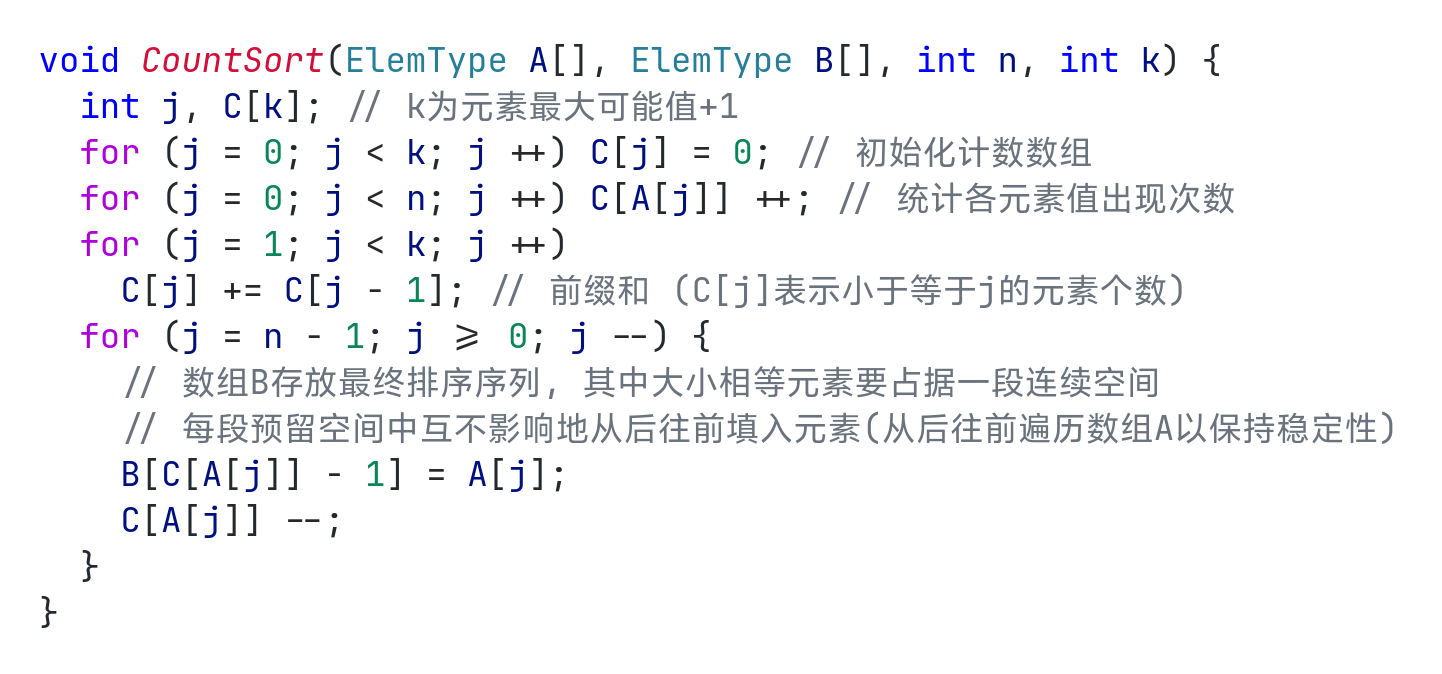 void CountSort(ElemType A[], ElemType B[], int n, int k) {
  int j, C[k]; // k为元素最大可能值+1
  for (j = 0; j < k; j ++) C[j] = 0; // 初始化计数数组
  for (j = 0; j < n; j ++) C[A[j]] ++; // 统计各元素值出现次数
  for (j = 1; j < k; j ++)
    C[j] += C[j - 1]; // 前缀和 (C[j]表示小于等于j的元素个数)
  for (j = n - 1; j >= 0; j --) {
    // 数组B存放最终排序序列, 其中大小相等元素要占据一段连续空间
    // 每段预留空间中互不影响地从后往前填入元素(从后往前遍历数组A以保持稳定性)
    B[C[A[j]] - 1] = A[j];
    C[A[j]] --;
  }
}